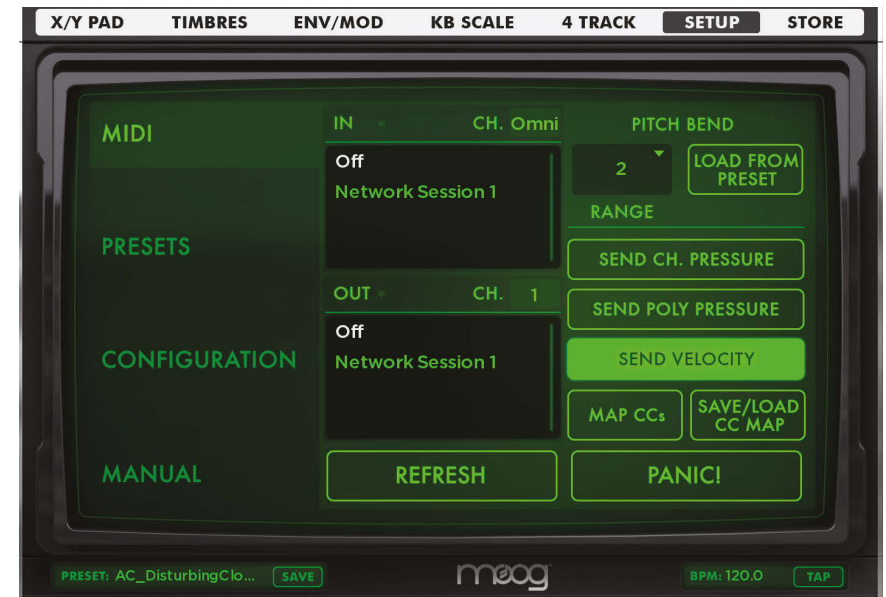 X/Y PAD TIMBRES ENV/MOD KB SCALE 4 TRACK SETUP STORE
MIDI
PRESETS
CONFIGURATION
MANUAL
IN CH. Omni
Off
Network Session 1
OUT CH. 1
Off
Network Session 1
REFRESH
PITCH BEND
2
LOAD FROM
PRESET
RANGE
SEND CH. PRESSURE
SEND POLY PRESSURE
SEND VELOCITY
MAP CCs
SAVE/LOAD
CC MAP
PANIC!
PRESET: AC_DisturbingClo... SAVE
moog
BPM: 120.0 TAP